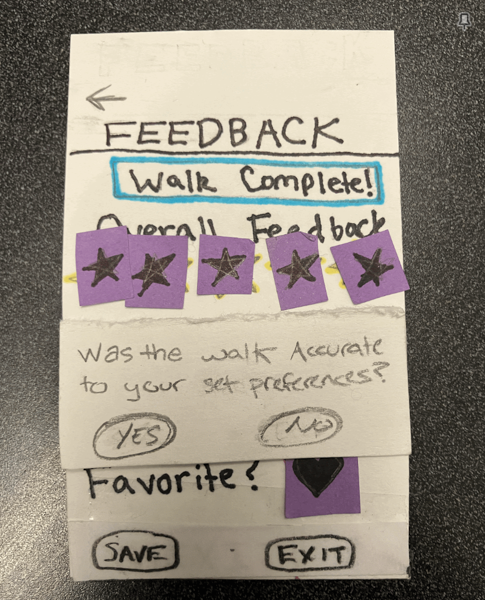 FEEDBACK
Walk Complete!
Overall Feedback
Was the walk Accurate
to your set preferences?
YES NO
Favorite?
SAVE EXIT